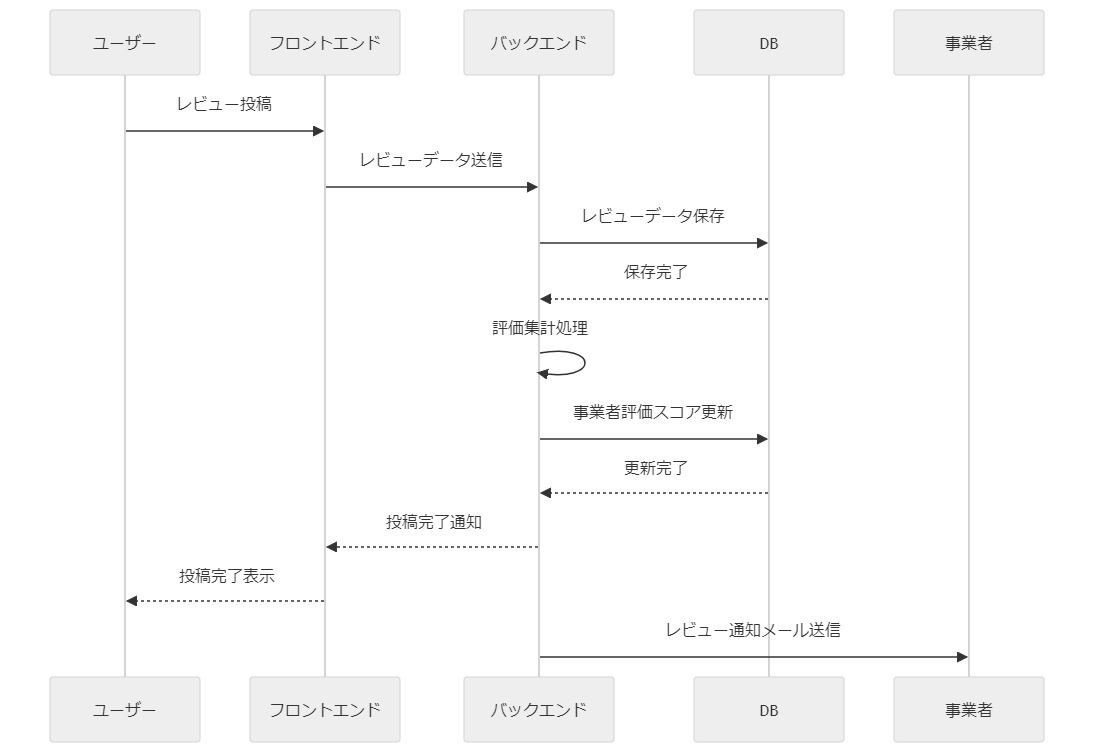 ユーザー
フロントエンド
バックエンド
DB
事業者
レビュー投稿
レビューデータ送信
レビューデータ保存
保存完了
評価集計処理
事業者評価スコア更新
更新完了
投稿完了通知
投稿完了表示
レビュー通知メール送信
ユーザー
フロントエンド
バックエンド
DB
事業者